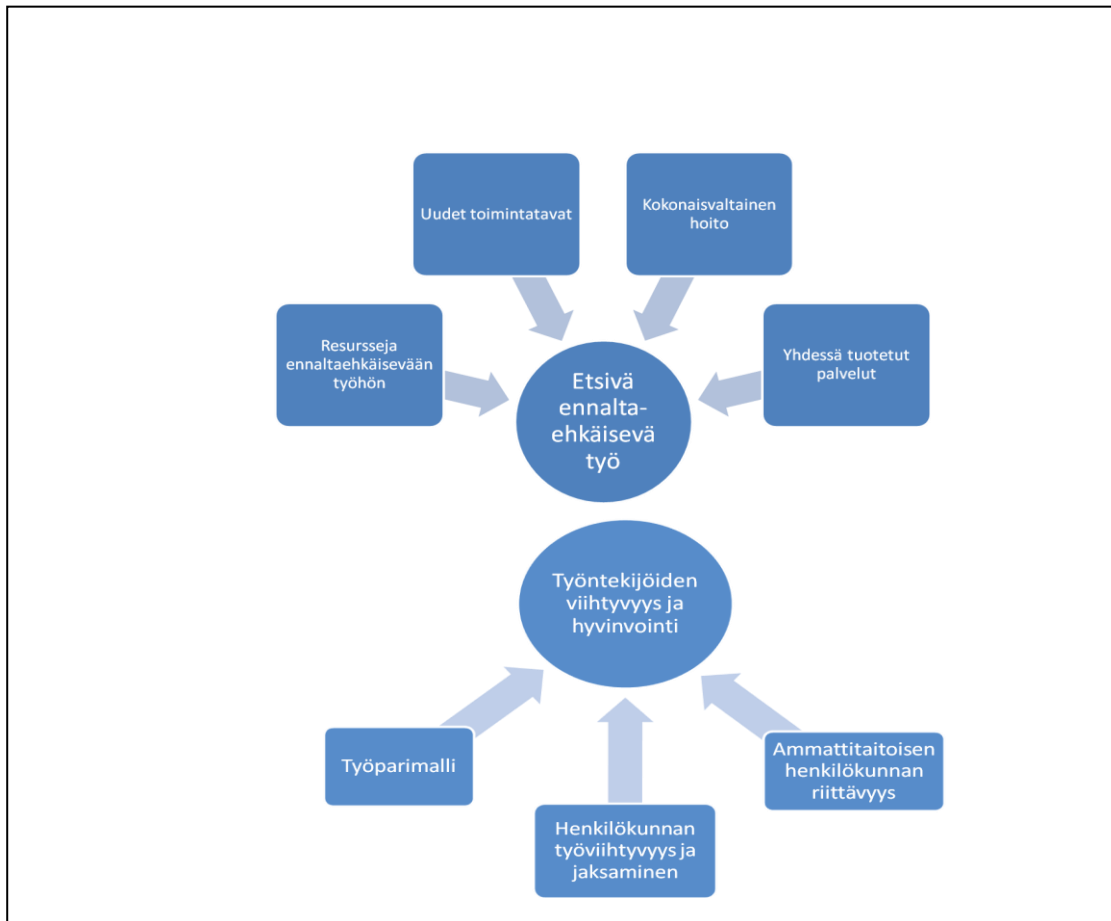 Uudet toimintatavat
Kokonaisvaltainen
hoito
Resursseja
ennaltaehkäisevään
työhön
Yhdessä tuotetut
palvelut
Etsivä
ennalta-
ehkäisevä
työ
Työntekijöiden
viihtyvyys ja
hyvinvointi
Työparimalli
Henkilökunnan
työviihtyvyys ja
jaksaminen
Ammattitaitoisen
henkilökunnan
riittävyys